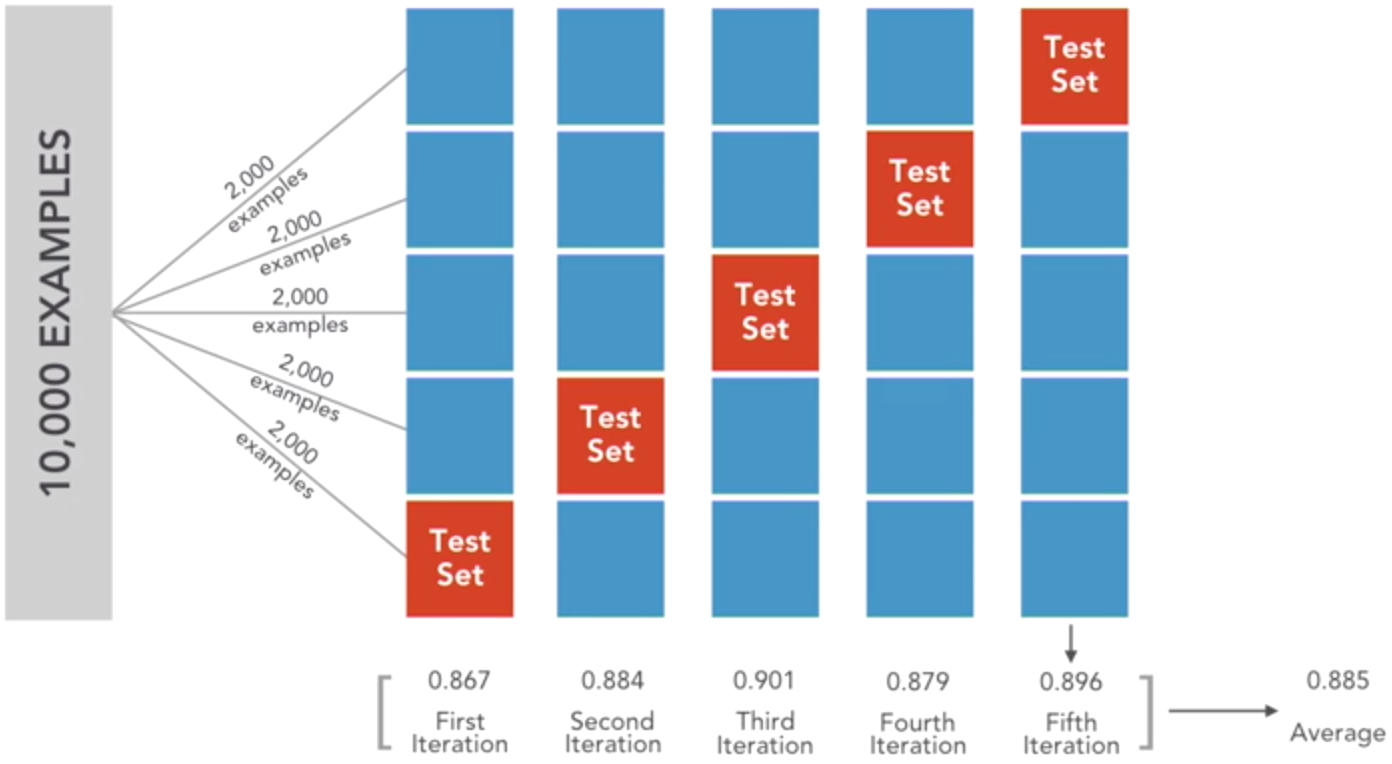 10,000 EXAMPLES
2,000
examples
2,000
examples
2,000
examples
2,000
examples
2,000
examples
Test
Set
Test
Set
Test
Set
Test
Set
Test
Set
0.867
First
Iteration
0.884
Second
Iteration
0.901
Third
Iteration
0.879
Fourth
Iteration
0.896
Fifth
Iteration
0.885
Average